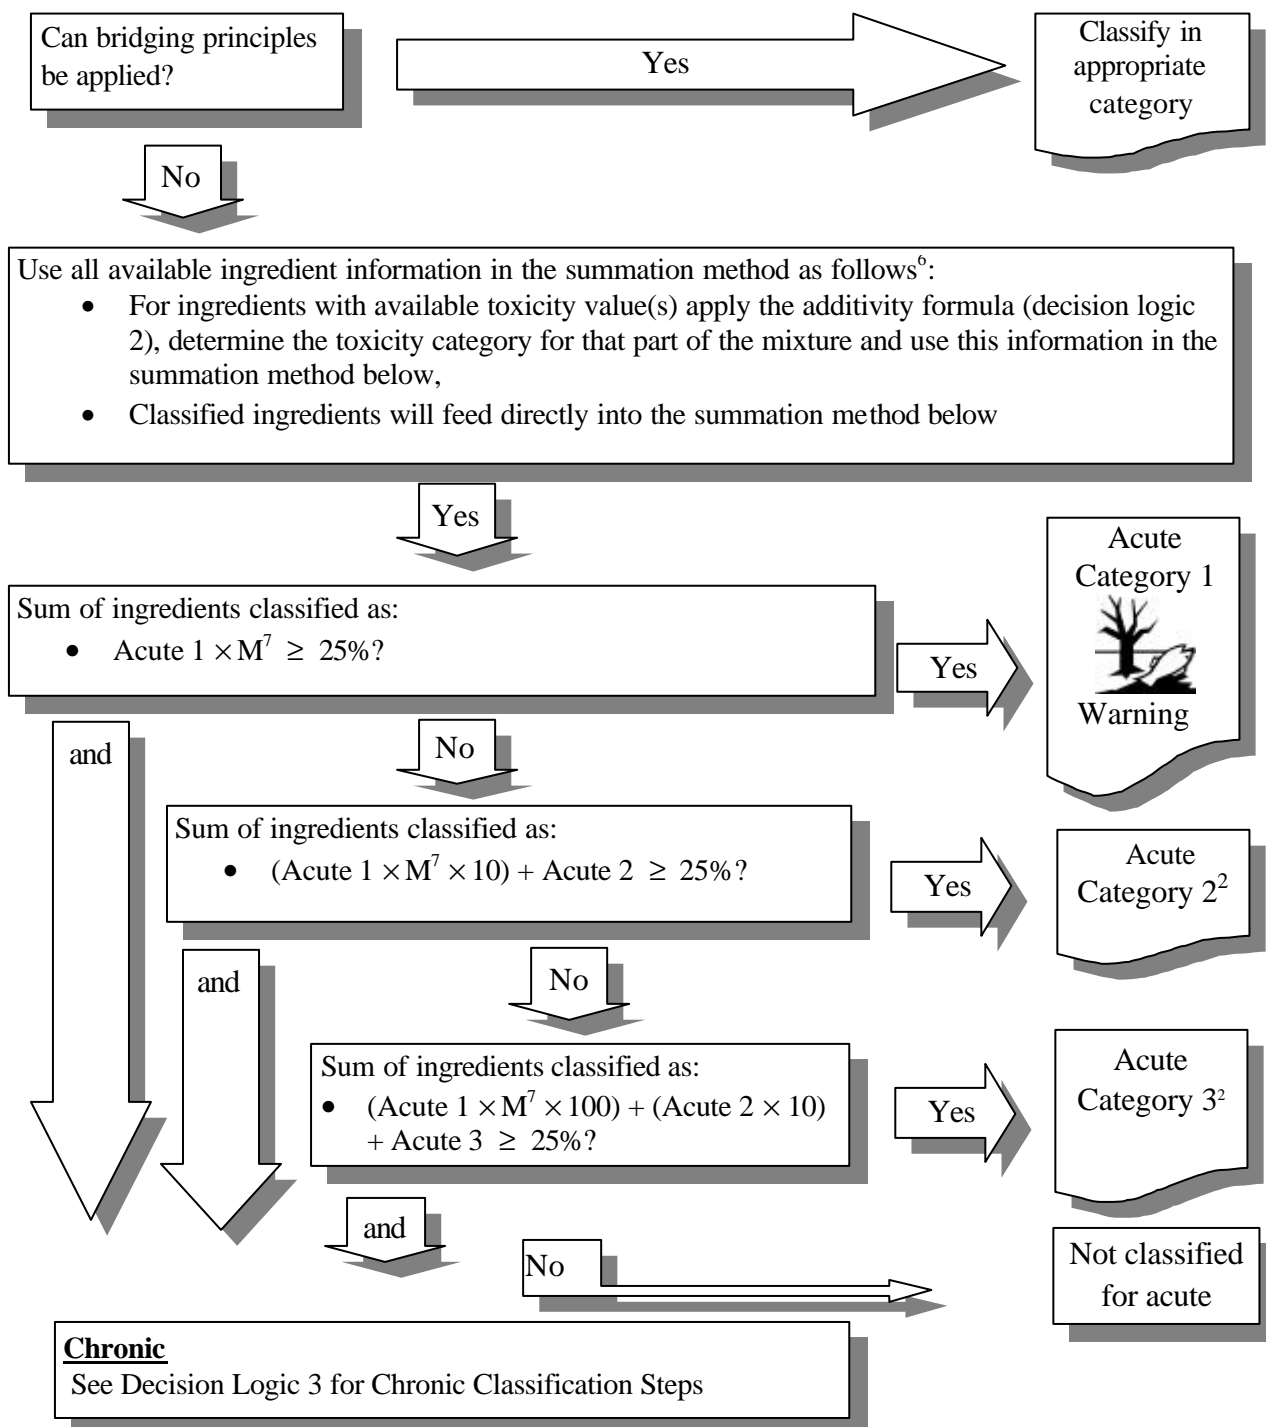 Can bridging principles
be applied?
Yes
Classify in
appropriate
category
No
Use all available ingredient information in the summation method as follows⁶:
• For ingredients with available toxicity value(s) apply the additivity formula (decision logic
2), determine the toxicity category for that part of the mixture and use this information in the
summation method below,
• Classified ingredients will feed directly into the summation method below
Yes
Sum of ingredients classified as:
• Acute 1 × M⁷ ≥ 25%?
Yes
Acute
Category 1
Warning
and
No
Sum of ingredients classified as:
• (Acute 1 × M⁷ × 10) + Acute 2 ≥ 25%?
Yes
Acute
Category 2²
and
No
Sum of ingredients classified as:
• (Acute 1 × M⁷ × 100) + (Acute 2 × 10)
+ Acute 3 ≥ 25%?
Yes
Acute
Category 3²
and
No
Not classified
for acute
Chronic
See Decision Logic 3 for Chronic Classification Steps